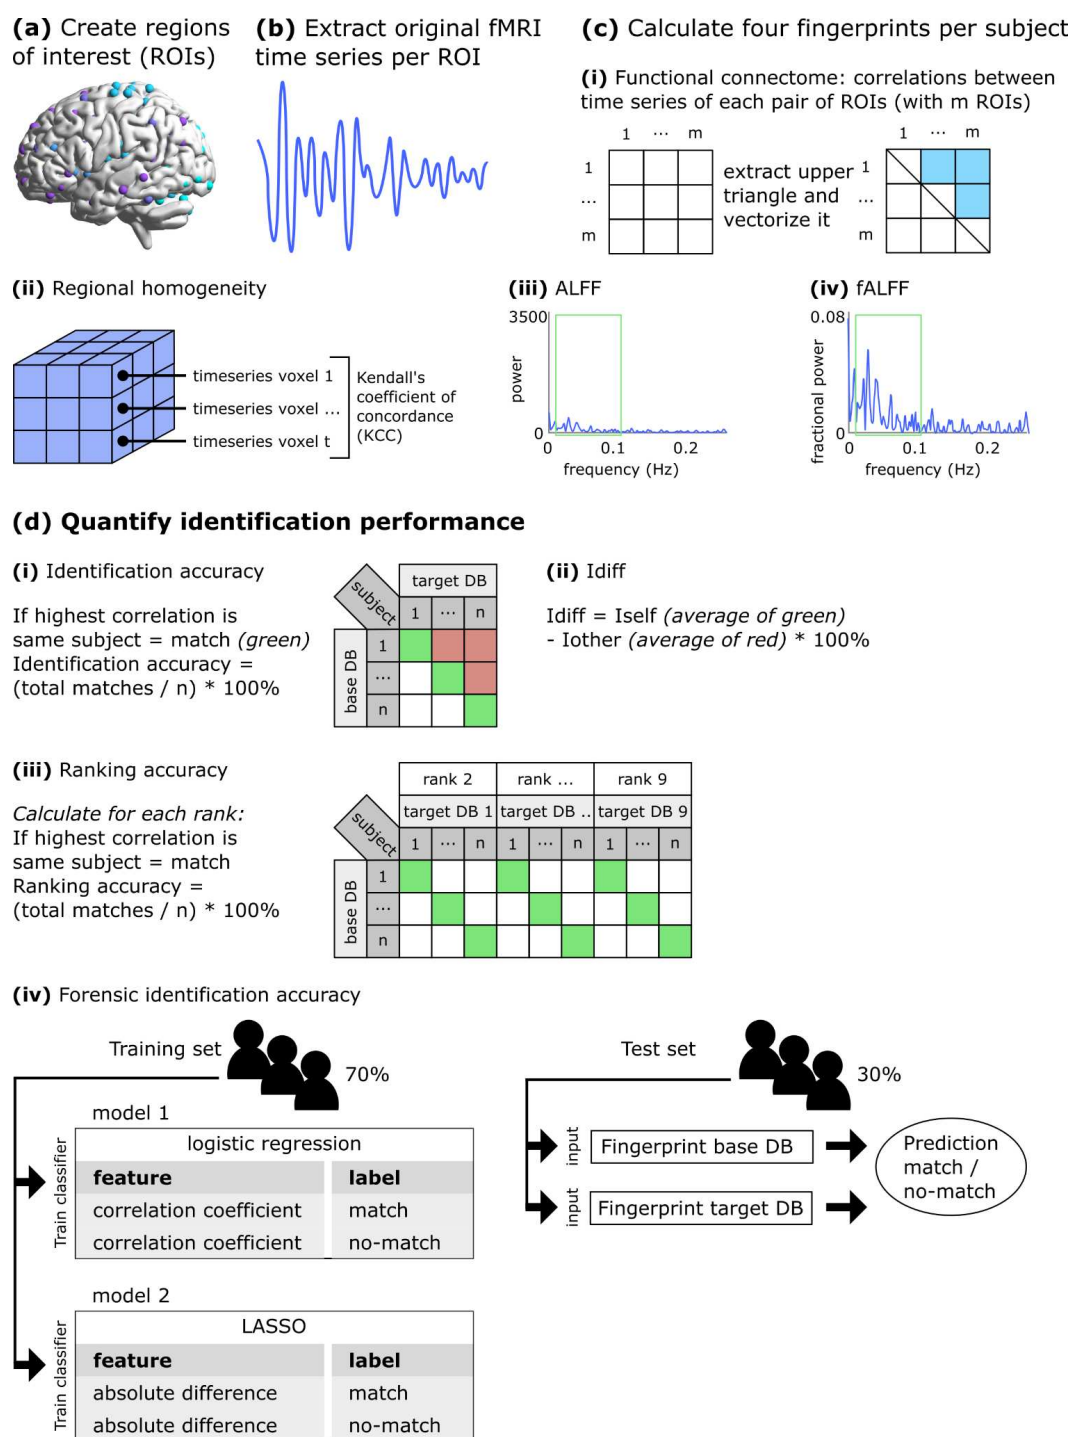 (a) Create regions
of interest (ROIs)
(b) Extract original fMRI
time series per ROI
(c) Calculate four fingerprints per subject
(i) Functional connectome: correlations between
time series of each pair of ROIs (with m ROIs)
1 ... m
1
...
m
extract upper
triangle and
vectorize it
1 ... m
1
...
m
(ii) Regional homogeneity
timeseries voxel 1
timeseries voxel ...
timeseries voxel t
Kendall's
coefficient of
concordance
(KCC)
(iii) ALFF
3500
power
0
0.1 0.2
frequency (Hz)
(iv) fALFF
0.08
fractional power
0
0 0.1 0.2
frequency (Hz)
(d) Quantify identification performance
(i) Identification accuracy
If highest correlation is
same subject = match (green)
Identification accuracy =
(total matches / n) * 100%
subject
target DB
1 ... n
base DB
1
...
n
(ii) Idiff
Idiff = Iself (average of green)
- Iother (average of red) * 100%
(iii) Ranking accuracy
Calculate for each rank:
If highest correlation is
same subject = match
Ranking accuracy =
(total matches / n) * 100%
rank 2 rank ... rank 9
subject
target DB 1 target DB .. target DB 9
1 ... n 1 ... n 1 ... n
base DB
1
...
n
(iv) Forensic identification accuracy
Training set
70%
model 1
Train classifier
logistic regression
feature label
correlation coefficient match
correlation coefficient no-match
model 2
Train classifier
LASSO
feature label
absolute difference match
absolute difference no-match
Test set
30%
input
Fingerprint base DB
input
Fingerprint target DB
Prediction
match /
no-match